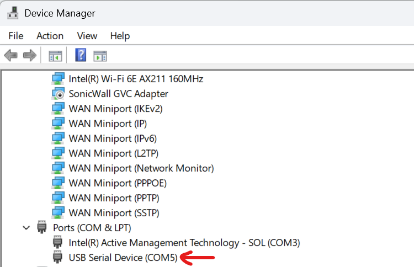 Device Manager
File Action View Help
Intel(R) Wi-Fi 6E AX211 160MHz
SonicWall GVC Adapter
WAN Miniport (IKEv2)
WAN Miniport (IP)
WAN Miniport (IPv6)
WAN Miniport (L2TP)
WAN Miniport (Network Monitor)
WAN Miniport (PPPOE)
WAN Miniport (PPTP)
WAN Miniport (SSTP)
Ports (COM & LPT)
Intel(R) Active Management Technology - SOL (COM3)
USB Serial Device (COM5)